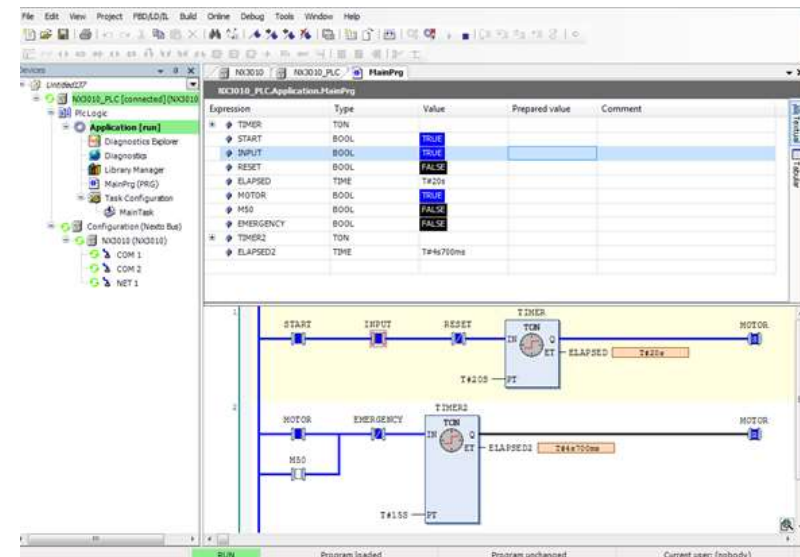 File Edit View Project FBD/LD/IL Build Online Debug Tools Window Help
Devices
NX3010 NX3010_PLC MainPrg
Untitled137
NX3010_PLC [connected] (NX3010
PlcLogic
Application [run]
Diagnostics Explorer
Diagnostics
Library Manager
MainPrg (PRG)
Task Configuration
MainTask
Configuration (Nexto Bus)
NX3010 (NX3010)
COM 1
COM 2
NET 1
NX3010_PLC.Application.MainPrg
Expression Type Value Prepared value Comment
TIMER TON
START BOOL TRUE
INPUT BOOL TRUE
RESET BOOL FALSE
ELAPSED TIME T#20s
MOTOR BOOL TRUE
M50 BOOL FALSE
EMERGENCY BOOL FALSE
TIMER2 TON
ELAPSED2 TIME T#4s700ms
Textual
Tabular
1
TIMER
START INPUT RESET TON MOTOR
IN Q
ET ELAPSED T#20s
T#20S PT
2
TIMER2
MOTOR EMERGENCY TON MOTOR
IN Q
ET ELAPSED2 T#4s700ms
M50
T#15S PT
RUN Program loaded Program unchanged Current user: (nobody)